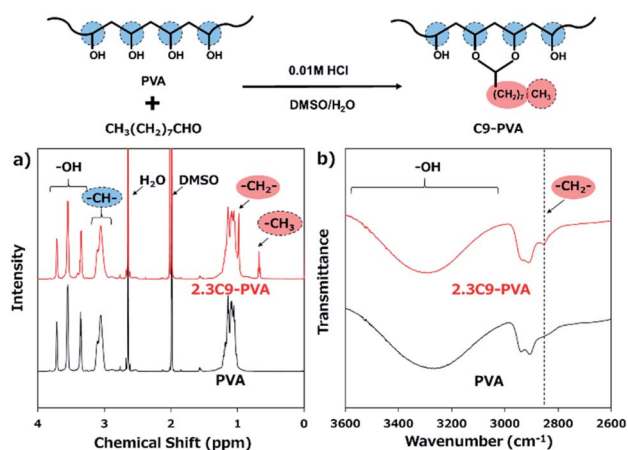 OH OH OH OH
PVA
+
CH₃(CH₂)₇CHO
0.01M HCl
DMSO/H₂O
OH O O OH
(CH₂)₇ CH₃
C9-PVA
a)
-OH
-CH-
H₂O
DMSO
-CH₂-
-CH₃
2.3C9-PVA
PVA
Intensity
4 3 2 1 0
Chemical Shift (ppm)
b)
-OH
-CH₂-
2.3C9-PVA
PVA
Transmittance
3600 3400 3200 3000 2800 2600
Wavenumber (cm⁻¹)